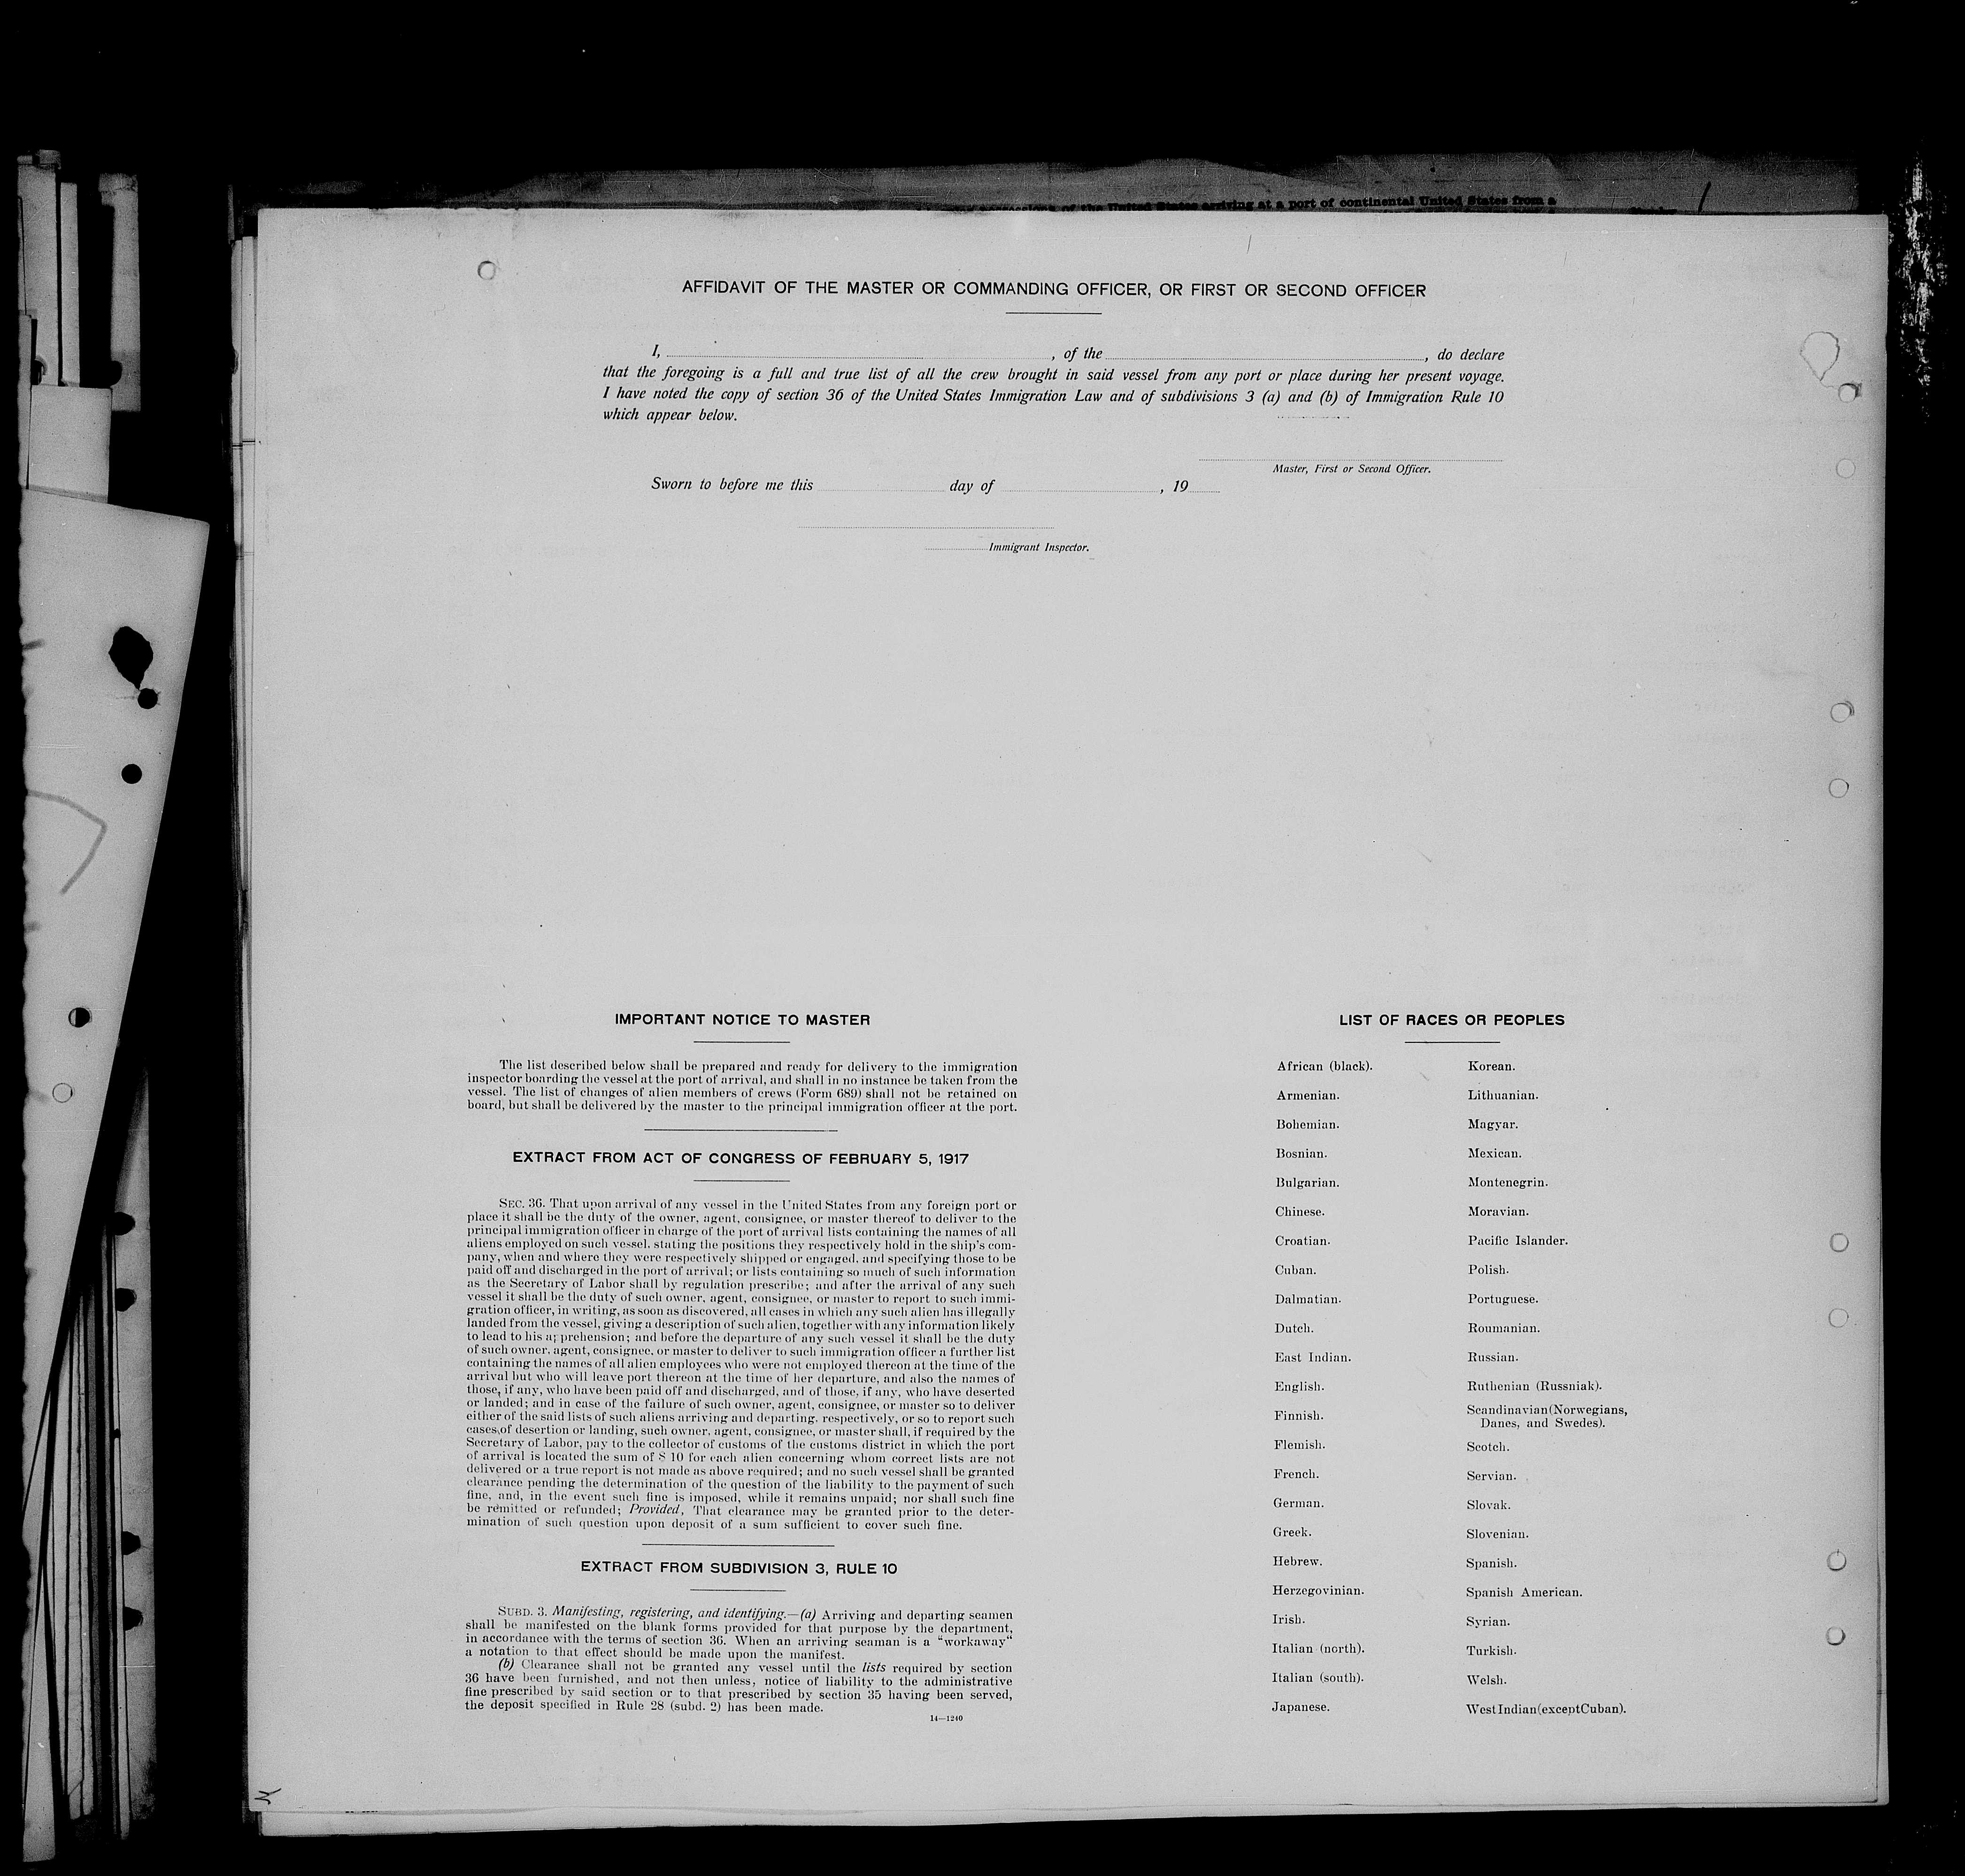 of the United States arriving at a port of continental United States from a
AFFIDAVIT OF THE MASTER OR COMMANDING OFFICER, OR FIRST OR SECOND OFFICER
I, , of the , do declare
that the foregoing is a full and true list of all the crew brought in said vessel from any port or place during her present voyage.
I have noted the copy of section 36 of the United States Immigration Law and of subdivisions 3 (a) and (b) of Immigration Rule 10
which appear below.
Master, First or Second Officer.
Sworn to before me this day of , 19
Immigrant Inspector.
IMPORTANT NOTICE TO MASTER
The list described below shall be prepared and ready for delivery to the immigration
inspector boarding the vessel at the port of arrival, and shall in no instance be taken from the
vessel. The list of changes of alien members of crews (Form 689) shall not be retained on
board, but shall be delivered by the master to the principal immigration officer at the port.
EXTRACT FROM ACT OF CONGRESS OF FEBRUARY 5, 1917
SEC. 36. That upon arrival of any vessel in the United States from any foreign port or
place it shall be the duty of the owner, agent, consignee, or master thereof to deliver to the
principal immigration officer in charge of the port of arrival lists containing the names of all
aliens employed on such vessel, stating the positions they respectively hold in the ship's com-
pany, when and where they were respectively shipped or engaged, and specifying those to be
paid off and discharged in the port of arrival; or lists containing so much of such information
as the Secretary of Labor shall by regulation prescribe; and after the arrival of any such
vessel it shall be the duty of such owner, agent, consignee, or master to report to such immi-
gration officer, in writing, as soon as discovered, all cases in which any such alien has illegally
landed from the vessel, giving a description of such alien, together with any information likely
to lead to his apprehension; and before the departure of any such vessel it shall be the duty
of such owner, agent, consignee, or master to deliver to such immigration officer a further list
containing the names of all alien employees who were not employed thereon at the time of the
arrival but who will leave port thereon at the time of her departure, and also the names of
those, if any, who have been paid off and discharged, and of those, if any, who have deserted
or landed; and in case of the failure of such owner, agent, consignee, or master so to deliver
either of the said lists of such aliens arriving and departing, respectively, or so to report such
cases of desertion or landing, such owner, agent, consignee, or master shall, if required by the
Secretary of Labor, pay to the collector of customs of the customs district in which the port
of arrival is located the sum of $ 10 for each alien concerning whom correct lists are not
delivered or a true report is not made as above required; and no such vessel shall be granted
clearance pending the determination of the question of the liability to the payment of such
fine, and, in the event such fine is imposed, while it remains unpaid; nor shall such fine
be remitted or refunded; Provided, That clearance may be granted prior to the deter-
mination of such question upon deposit of a sum sufficient to cover such fine.
EXTRACT FROM SUBDIVISION 3, RULE 10
SUBD. 3. Manifesting, registering, and identifying.—(a) Arriving and departing seamen
shall be manifested on the blank forms provided for that purpose by the department,
in accordance with the terms of section 36. When an arriving seaman is a "workaway"
a notation to that effect should be made upon the manifest.
(b) Clearance shall not be granted any vessel until the lists required by section
36 have been furnished, and not then unless, notice of liability to the administrative
fine prescribed by said section or to that prescribed by section 35 having been served,
the deposit specified in Rule 28 (subd. 2) has been made.
14—1240
LIST OF RACES OR PEOPLES
African (black).
Armenian.
Bohemian.
Bosnian.
Bulgarian.
Chinese.
Croatian.
Cuban.
Dalmatian.
Dutch.
East Indian.
English.
Finnish.
Flemish.
French.
German.
Greek.
Hebrew.
Herzegovinian.
Irish.
Italian (north).
Italian (south).
Japanese.
Korean.
Lithuanian.
Magyar.
Mexican.
Montenegrin.
Moravian.
Pacific Islander.
Polish.
Portuguese.
Roumanian.
Russian.
Ruthenian (Russniak).
Scandinavian (Norwegians,
Danes, and Swedes).
Scotch.
Servian.
Slovak.
Slovenian.
Spanish.
Spanish American.
Syrian.
Turkish.
Welsh.
West Indian (except Cuban).